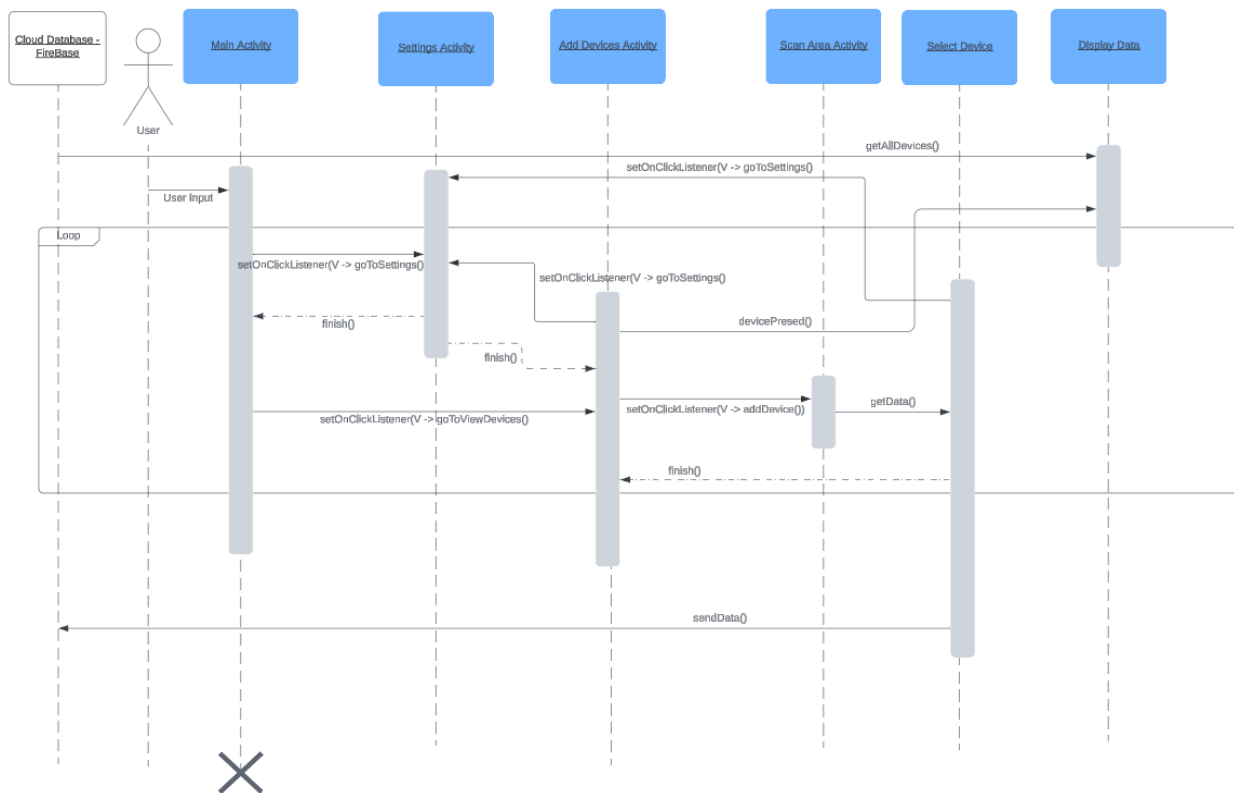 Cloud Database -
FireBase
Main Activity
Settings Activity
Add Devices Activity
Scan Area Activity
Select Device
Display Data
User
getAllDevices()
setOnClickListener(V -> goToSettings()
User Input
Loop
setOnClickListener(V -> goToSettings()
setOnClickListener(V -> goToSettings()
finish()
devicePresed()
finish()
setOnClickListener(V -> goToViewDevices()
setOnClickListener(V -> addDevice())
getData()
finish()
sendData()